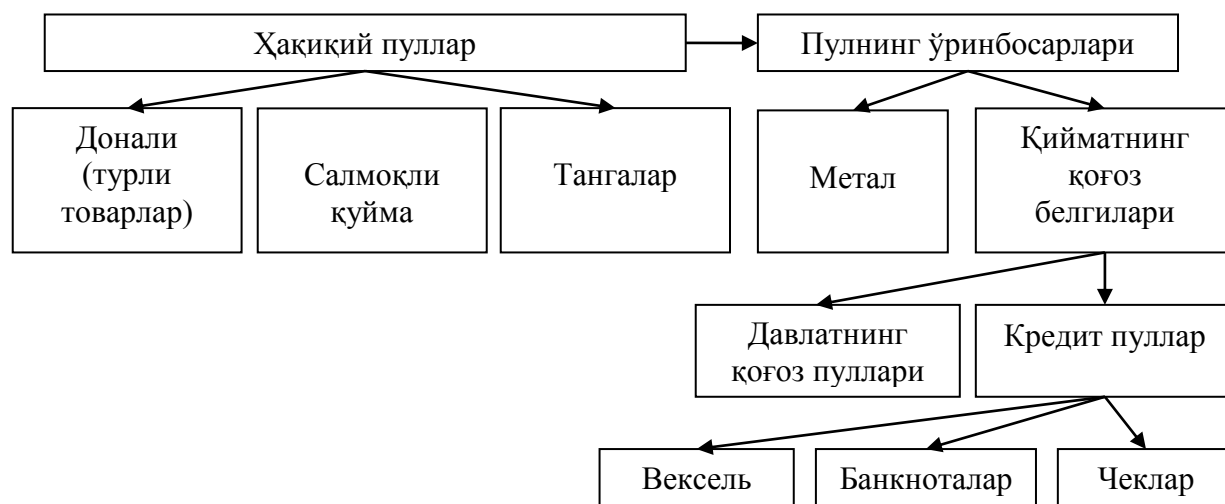 Ҳақиқий пуллар
Пулнинг ўринбосарлари
Донали
(турли
товарлар)
Салмоқли
қуйма
Тангалар
Метал
Қийматнинг
қоғоз
белгилари
Давлатнинг
қоғоз пуллари
Кредит пуллар
Вексель
Банкноталар
Чеклар